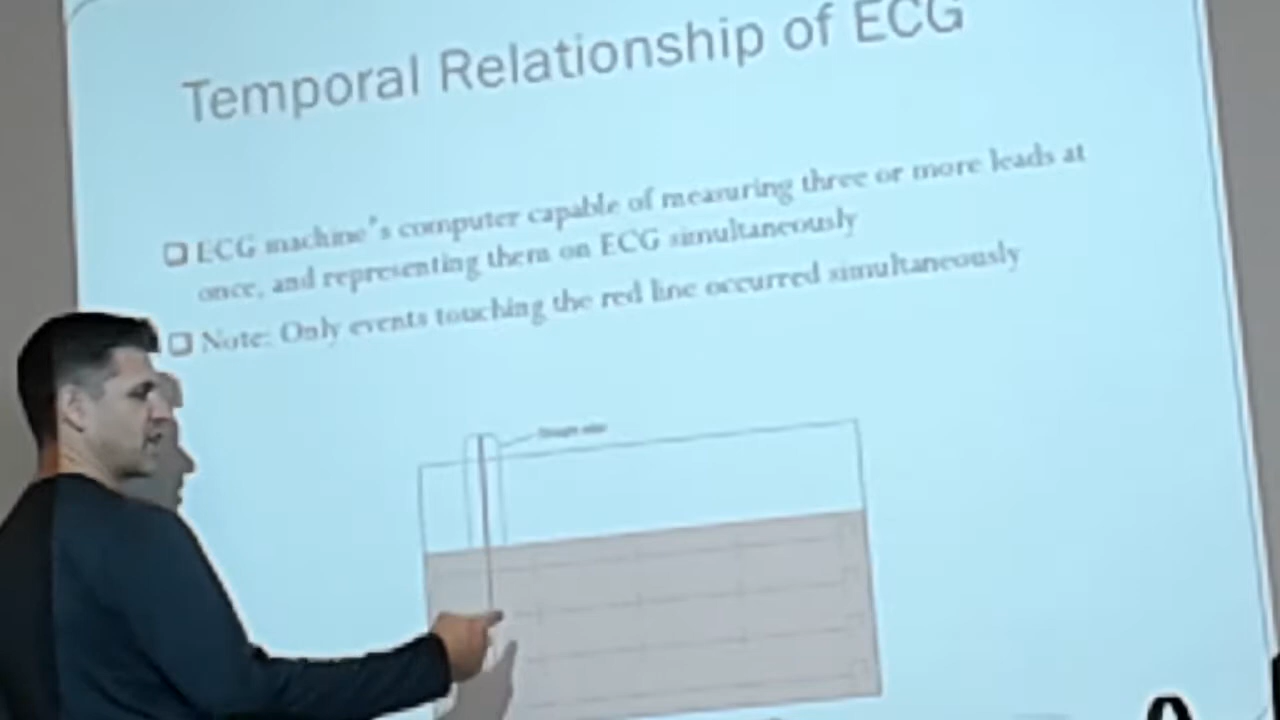 Temporal Relationship of ECG
❑ ECG machine's computer capable of measuring three or more leads at
once, and representing them on ECG simultaneously
❑ Note: Only events touching the red line occurred simultaneously